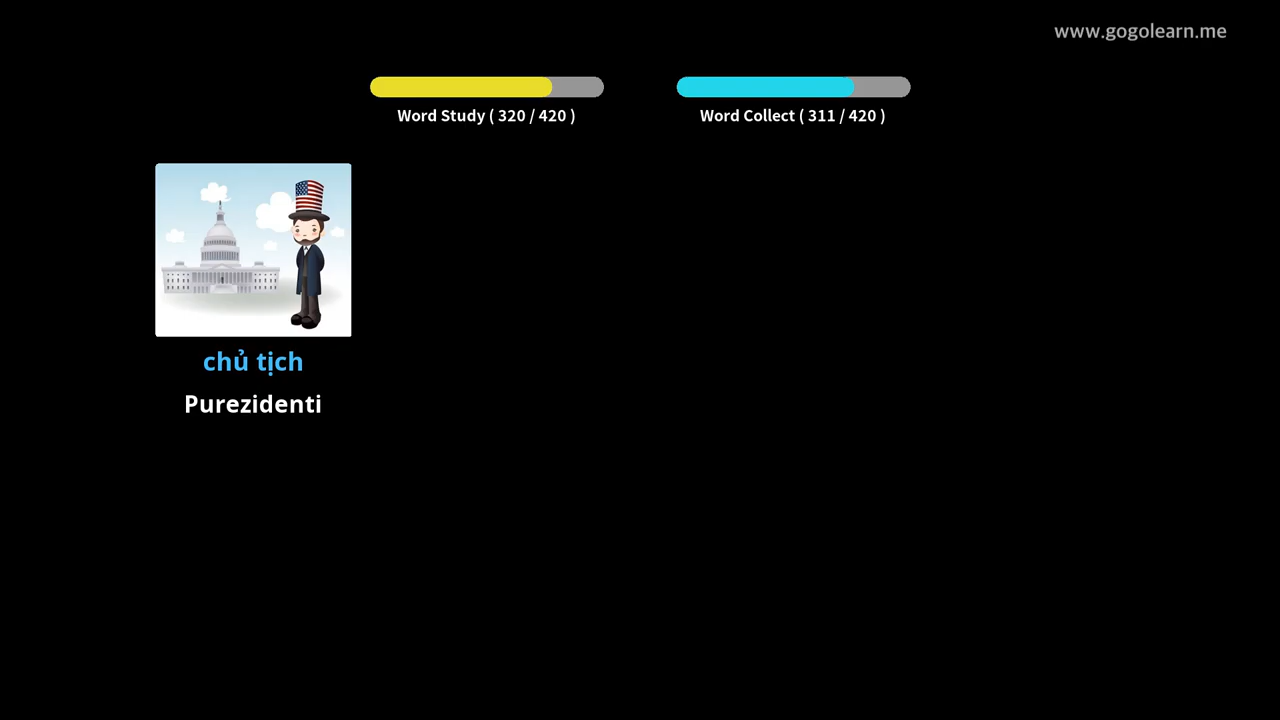 www.gogolearn.me
Word Study ( 320 / 420 )
Word Collect ( 311 / 420 )
chủ tịch
Purezidenti